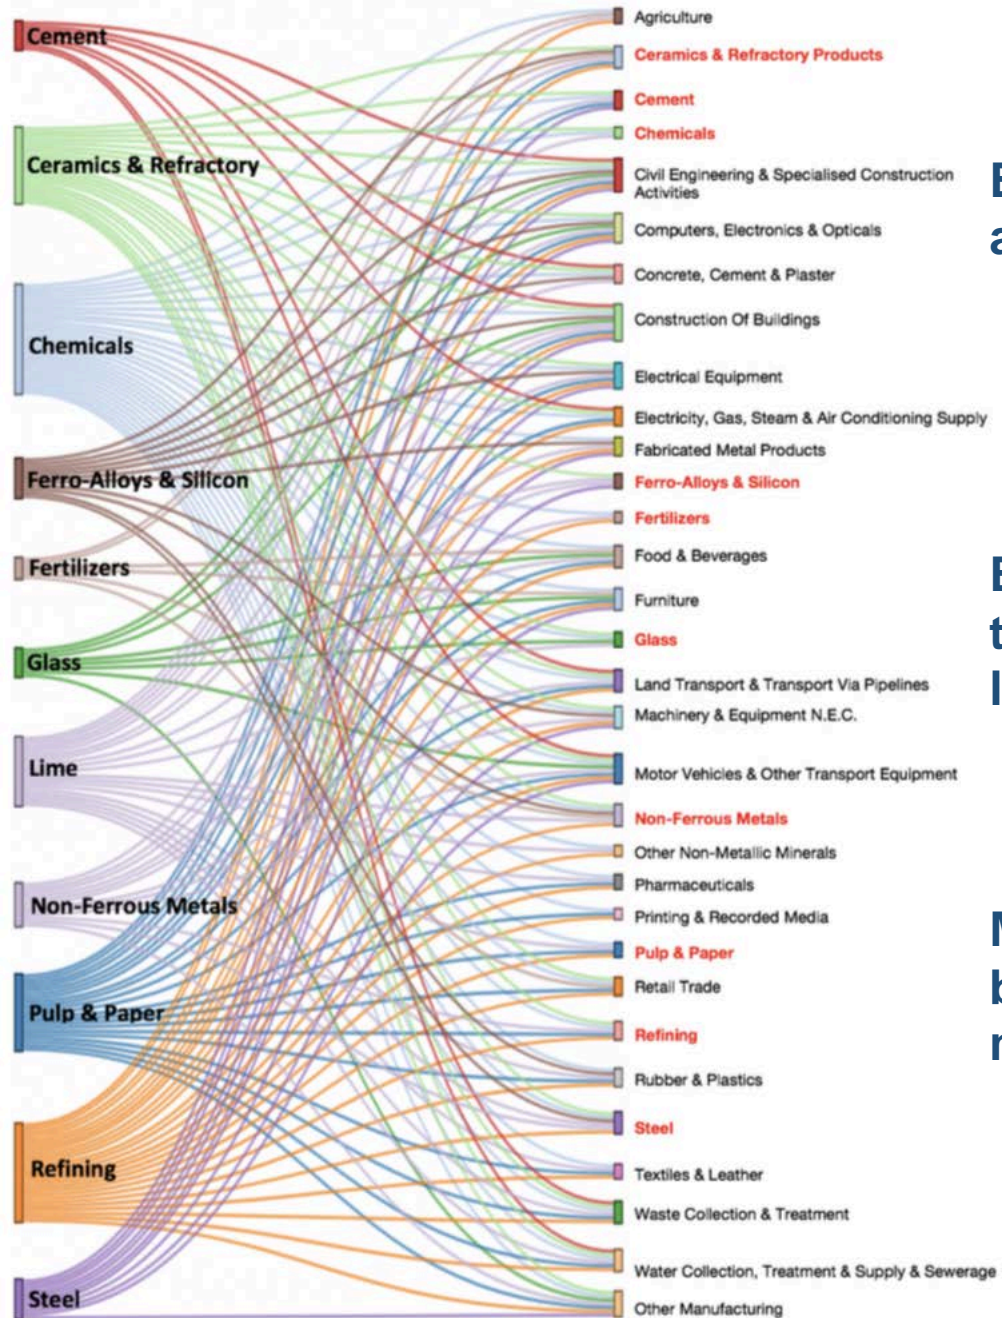 Cement
Ceramics & Refractory
Chemicals
Ferro-Alloys & Silicon
Fertilizers
Glass
Lime
Non-Ferrous Metals
Pulp & Paper
Refining
Steel
Agriculture
Ceramics & Refractory Products
Cement
Chemicals
Civil Engineering & Specialised Construction
Activities
Computers, Electronics & Opticals
Concrete, Cement & Plaster
Construction Of Buildings
Electrical Equipment
Electricity, Gas, Steam & Air Conditioning Supply
Fabricated Metal Products
Ferro-Alloys & Silicon
Fertilizers
Food & Beverages
Furniture
Glass
Land Transport & Transport Via Pipelines
Machinery & Equipment N.E.C.
Motor Vehicles & Other Transport Equipment
Non-Ferrous Metals
Other Non-Metallic Minerals
Pharmaceuticals
Printing & Recorded Media
Pulp & Paper
Retail Trade
Refining
Rubber & Plastics
Steel
Textiles & Leather
Waste Collection & Treatment
Water Collection, Treatment & Supply & Sewerage
Other Manufacturing